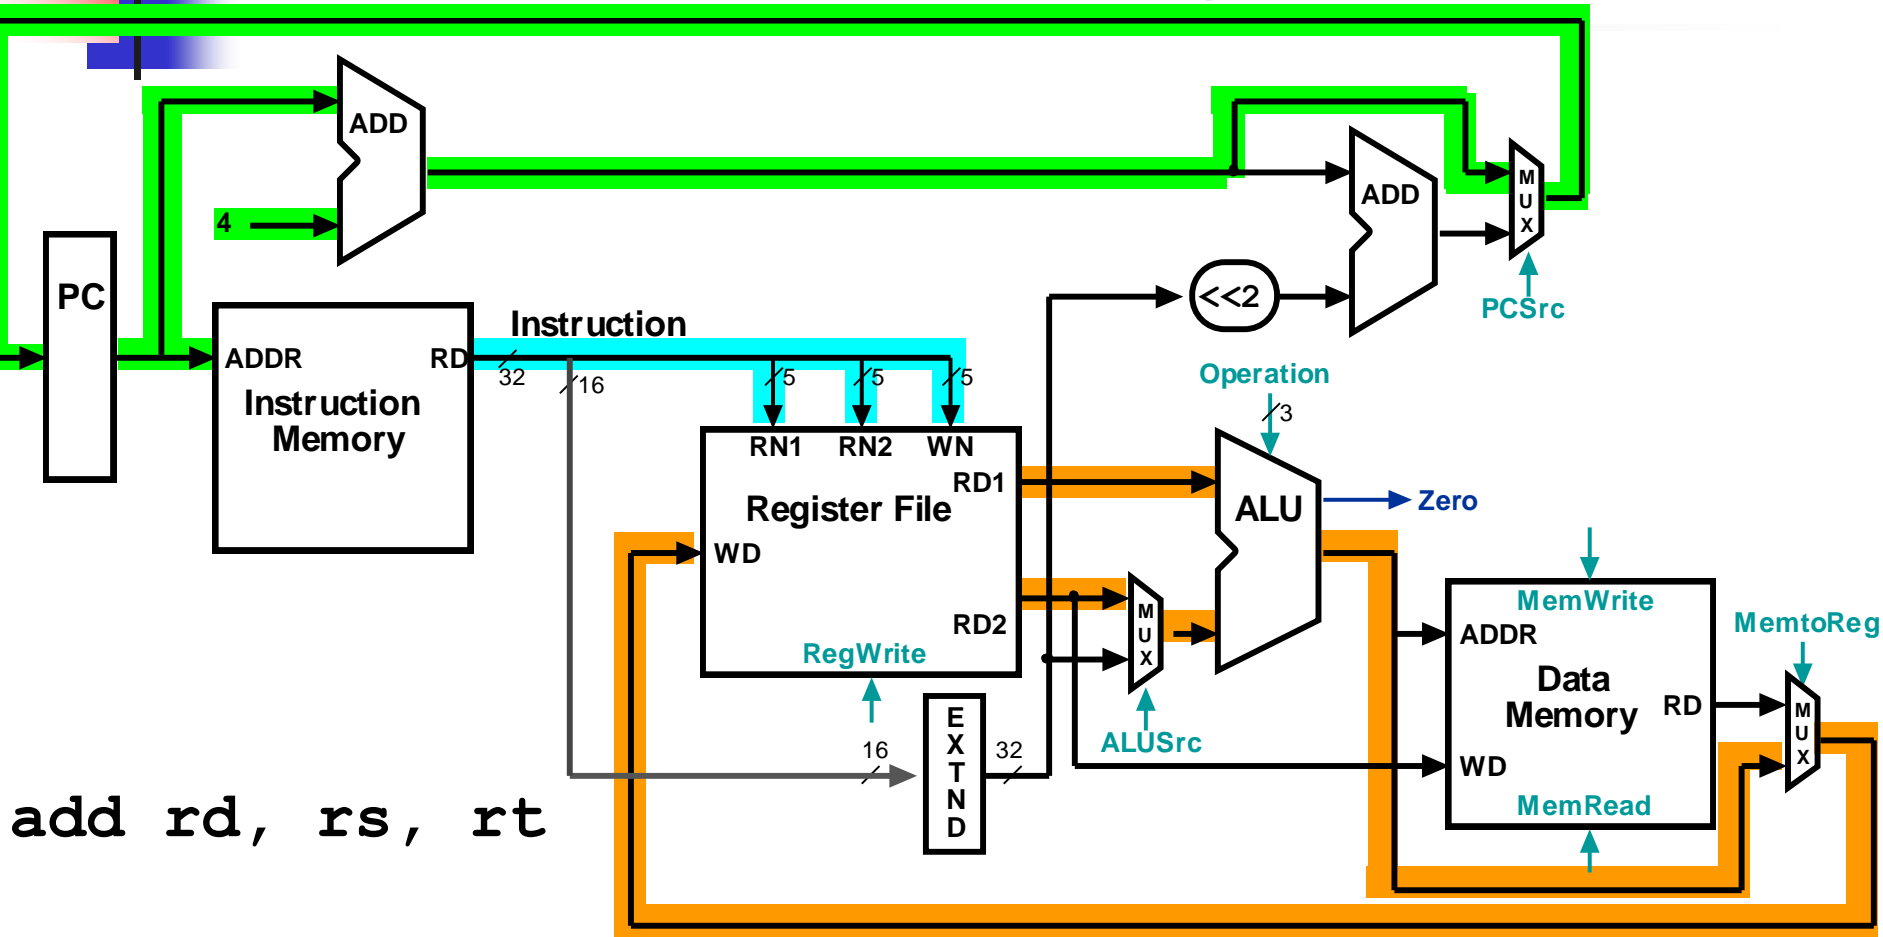 ADD
4
PC
ADDR
RD
Instruction
Memory
Instruction
32
16
5
5
5
RN1
RN2
WN
RD1
Register File
WD
RD2
RegWrite
16
E
X
T
N
D
32
<<2
ADD
M
U
X
PCSrc
Operation
3
ALU
Zero
M
U
X
ALUSrc
MemWrite
ADDR
Data
Memory
RD
WD
MemRead
MemtoReg
M
U
X
add rd, rs, rt